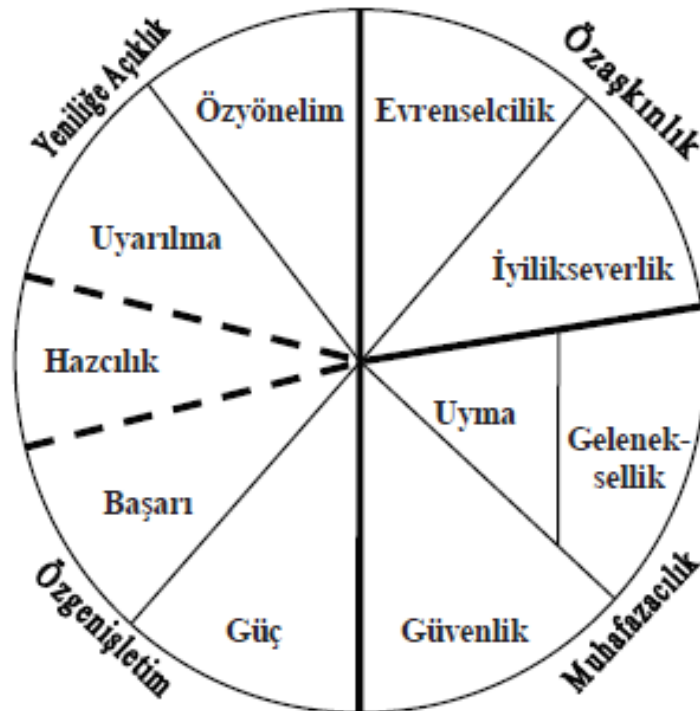 Yeniliğe Açıklık
Özaşkınlık
Özyönelim
Evrenselcilik
Uyarılma
İyilikseverlik
Hazcılık
Uyma
Gelenek-
sellik
Başarı
Güç
Güvenlik
Özgenişletim
Muhafazacılık